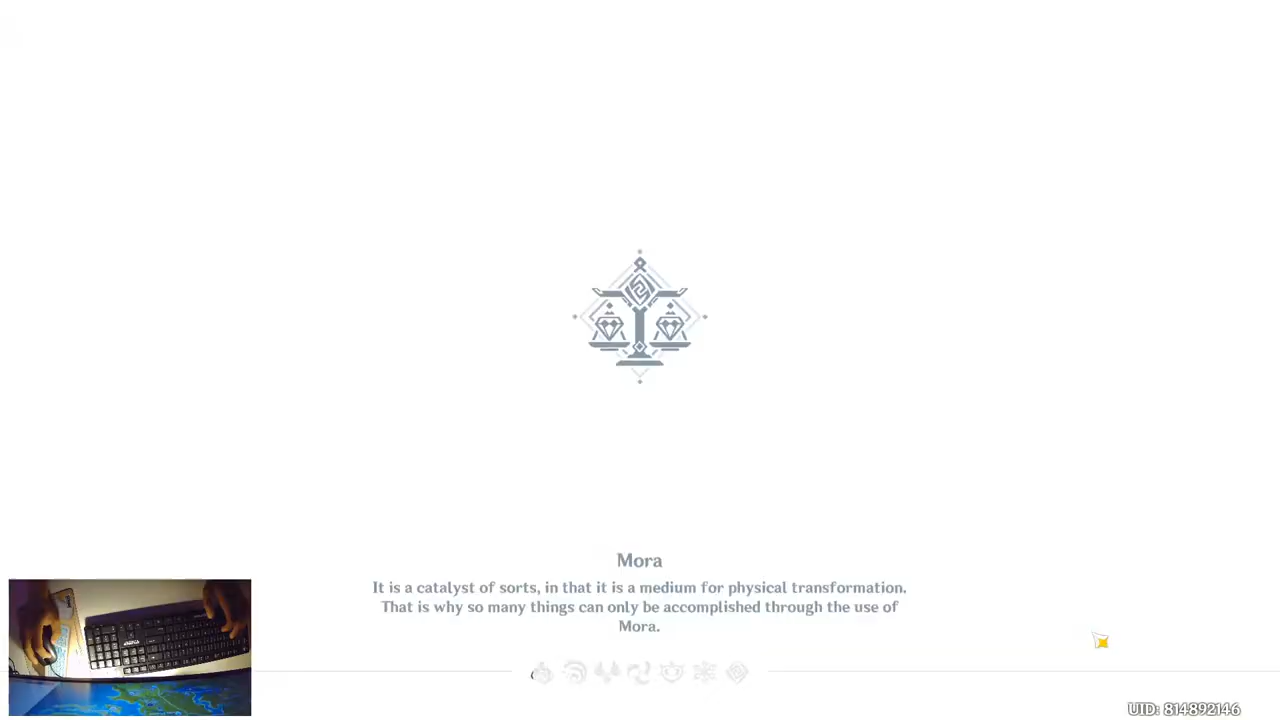 Mora
It is a catalyst of sorts, in that it is a medium for physical transformation.
That is why so many things can only be accomplished through the use of
Mora.
UID: 814892146